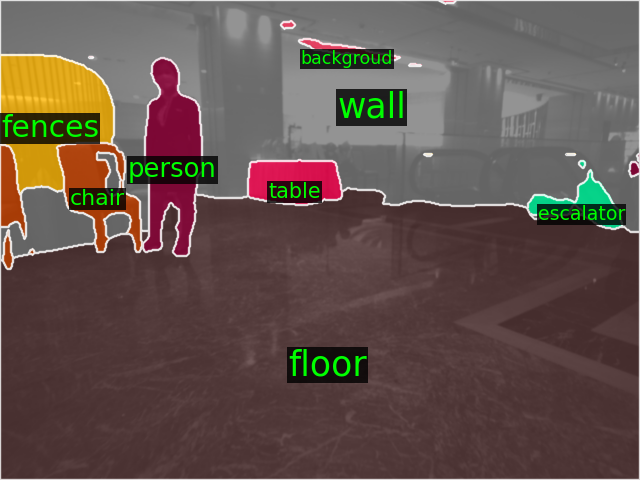 backgroud
wall
fences
person
chair
table
escalator
floor